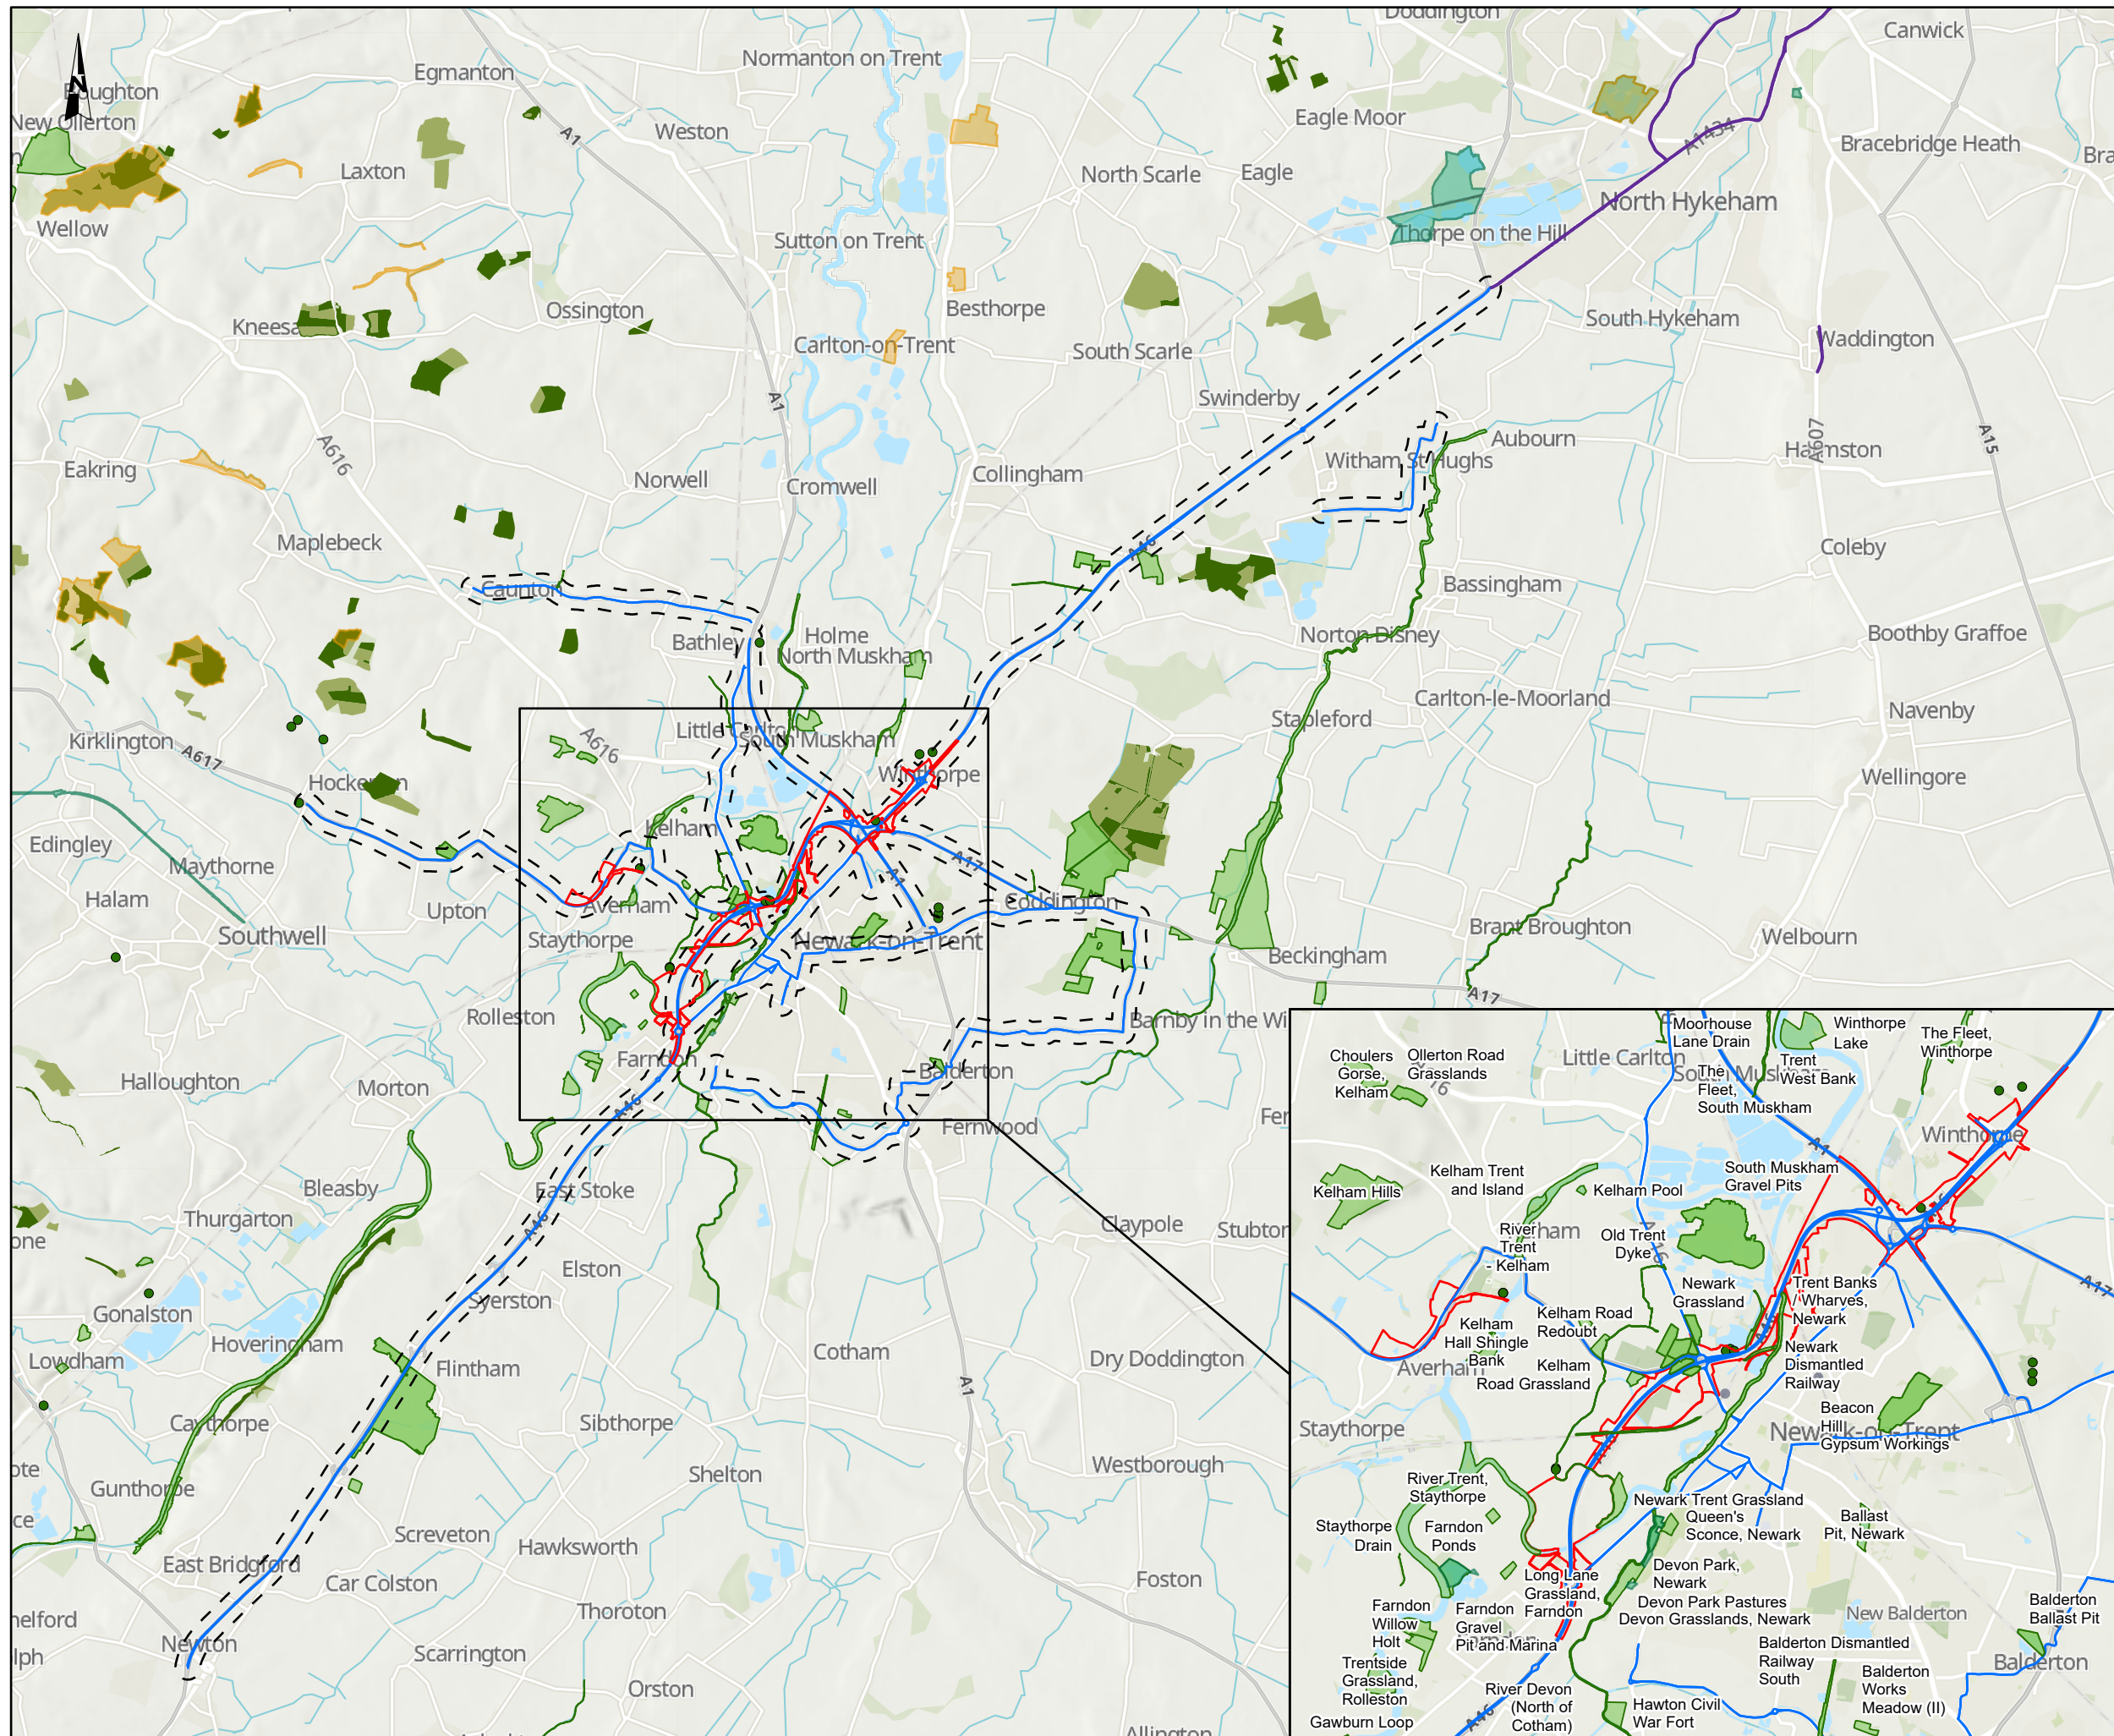 Doddington
Canwick
Normanton on Trent
Egmanton
N
New Ollerton
Eagle Moor
Weston
A1
Bracebridge Heath
Laxton
North Scarle
Eagle
Wellow
North Hykeham
Sutton on Trent
Thorpe on the Hill
Ossington
Besthorpe
South Hykeham
Carlton-on-Trent
South Scarle
Waddington
Swinderby
A1
A607
A15
Aubourn
A616
Eakring
Norwell
Cromwell
Collingham
Witham St Hughs
Maplebeck
A46
Coleby
Caunton
Bassingham
Bathley
Holme
North Muskham
Norton Disney
Boothby Graffoe
Carlton-le-Moorland
Navenby
Stapleford
Kirklington
A617
A616
South Muskham
Winthorpe
Wellingore
Kelham
Edingley
Maythorne
A17
A1
Halam
Upton
Averham
Coddington
Southwell
Staythorpe
Newark-on-Trent
Brant Broughton
Welbourn
Beckingham
A17
Rolleston
Barnby in the Wi
Farndon
Balderton
Halloughton
Morton
A46
Fernwood
Bleasby
East Stoke
Thurgarton
A46
Claypole
Elston
Gonalston
Syerston
Hoveringham
Lowdham
Flintham
Cotham
Dry Doddington
A1
Caythorpe
Sibthorpe
Gunthorpe
Shelton
Westborough
Screveton
Hawksworth
East Bridgford
Car Colston
Foston
Thoroton
Newton
Scarrington
Orston
Allington
Moorhouse
Lane Drain
Winthorpe
Lake
The Fleet,
Winthorpe
Choulers
Gorse,
Kelham
Ollerton Road
Grasslands
Little Carlton
Trent
West Bank
The
Fleet,
South Muskham
A1
Winthorpe
Kelham Hills
Kelham Trent
and Island
Kelham Pool
South Muskham
Gravel Pits
River
Trent
- Kelham
Old Trent
Dyke
Newark
Grassland
Trent Banks
/ Wharves,
Newark
A17
Kelham
Hall Shingle
Bank
Kelham Road
Redoubt
Averham
Kelham
Road Grassland
Newark
Dismantled
Railway
Staythorpe
Beacon
Hill
Gypsum Workings
Newark-on-Trent
River Trent,
Staythorpe
Newark Trent Grassland
Queen's
Sconce, Newark
Ballast
Pit, Newark
Staythorpe
Drain
Farndon
Ponds
Devon Park,
Newark
Long Lane
Grassland,
Farndon
Devon Park Pastures
Devon Grasslands, Newark
New Balderton
Balderton
Ballast Pit
Farndon
Willow
Holt
Farndon
Gravel
Pit and Marina
Balderton Dismantled
Railway
South
Balderton
Trentside
Grassland,
Rolleston
Balderton
Works
Meadow (II)
River Devon
(North of
Cotham)
Hawton Civil
War Fort
Gawburn Loop
A46